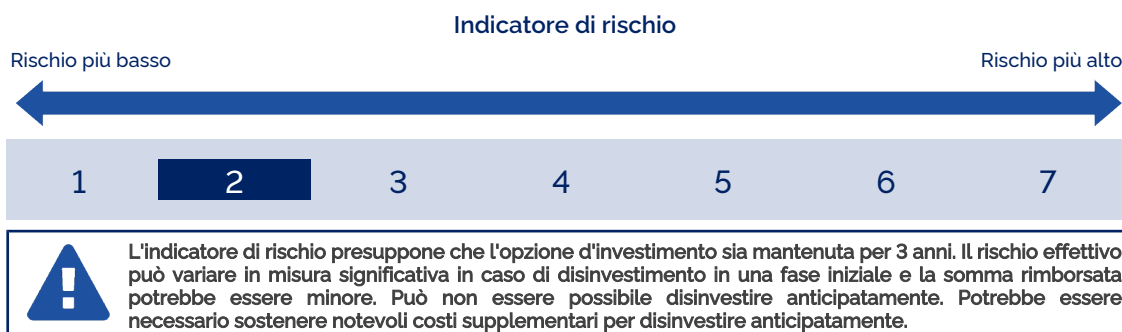 Indicatore di rischio
Rischio più basso Rischio più alto
1 2 3 4 5 6 7
L'indicatore di rischio presuppone che l'opzione d'investimento sia mantenuta per 3 anni. Il rischio effettivo
può variare in misura significativa in caso di disinvestimento in una fase iniziale e la somma rimborsata
potrebbe essere minore. Può non essere possibile disinvestire anticipatamente. Potrebbe essere
necessario sostenere notevoli costi supplementari per disinvestire anticipatamente.